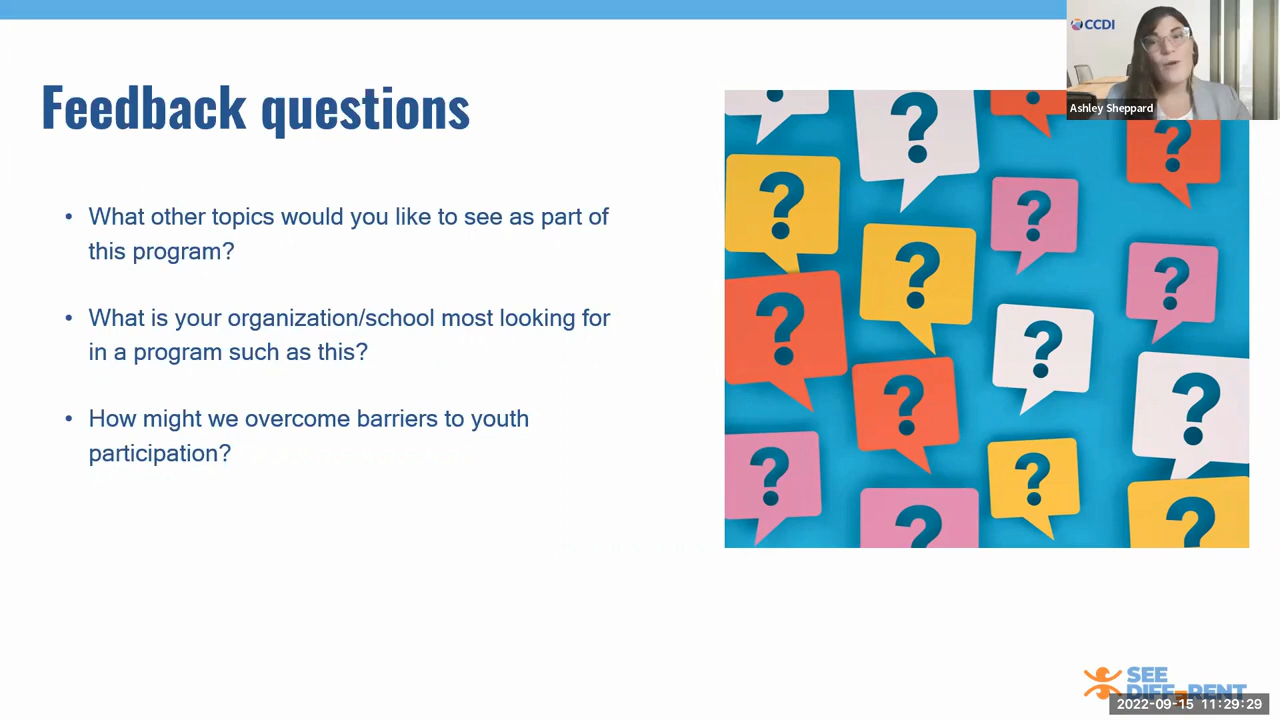 CCDI
Ashley Sheppard
Feedback questions
• What other topics would you like to see as part of
this program?
• What is your organization/school most looking for
in a program such as this?
• How might we overcome barriers to youth
participation?
? ? ? ?
? ?
? ?
? ?
? ?
? ?
? ?
SEE
DIFFERENT
2022-09-15 11:29:29